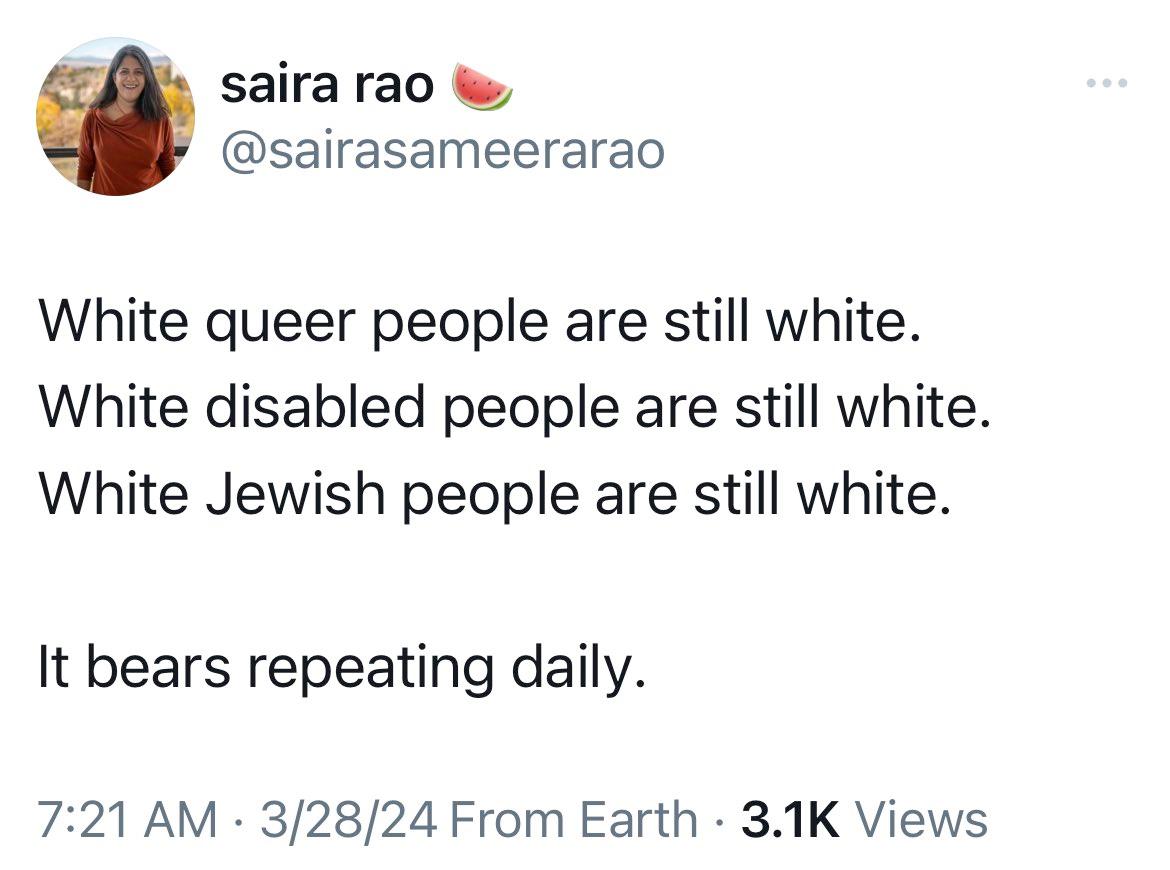 saira rao 🍉
@sairasameerarao
White queer people are still white.
White disabled people are still white.
White Jewish people are still white.
It bears repeating daily.
7:21 AM · 3/28/24 From Earth · 3.1K Views